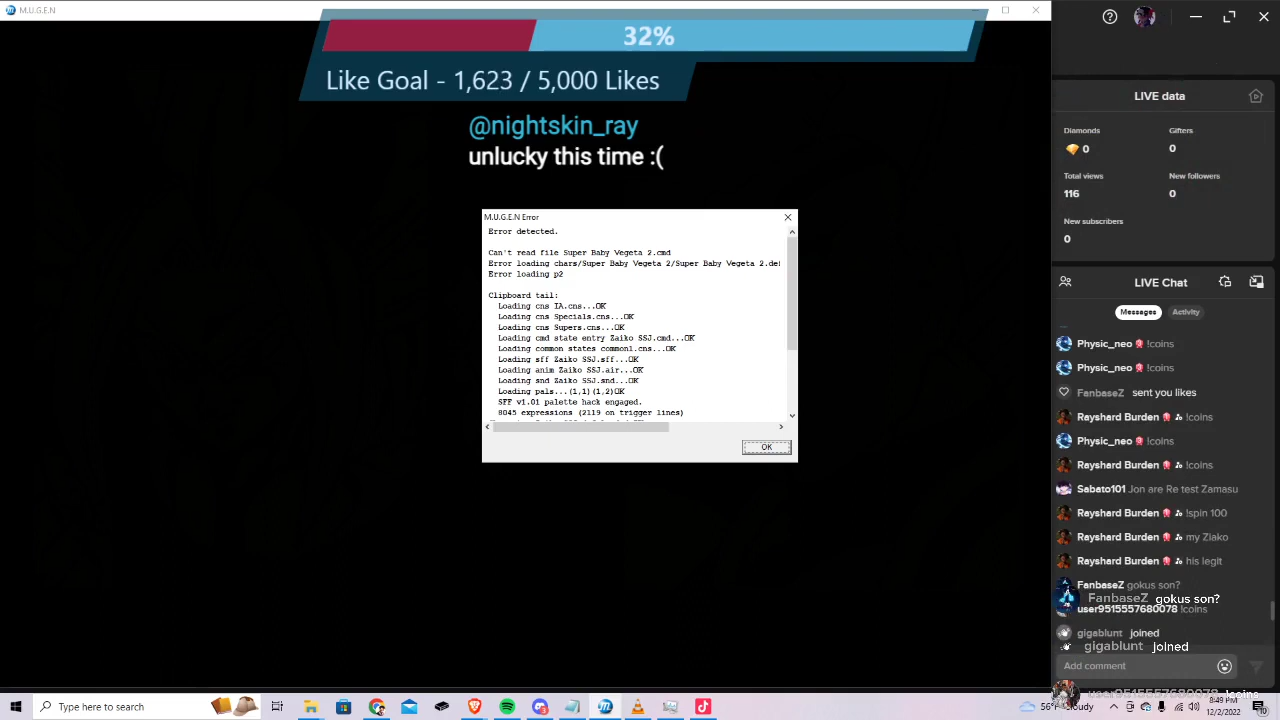 M.U.G.E.N
32%
Like Goal - 1,623 / 5,000 Likes
@nightskin_ray
unlucky this time :(
M.U.G.E.N Error
Error detected.
Can't read file Super Baby Vegeta 2.cmd
Error loading chars/Super Baby Vegeta 2/Super Baby Vegeta 2.de
Error loading p2
Clipboard tail:
Loading cns IA.cns...OK
Loading cns Specials.cns...OK
Loading cns Supers.cns...OK
Loading cmd state entry Zaiko SSJ.cmd...OK
Loading common states common1.cns...OK
Loading sff Zaiko SSJ.sff...OK
Loading anim Zaiko SSJ.air...OK
Loading snd Zaiko SSJ.snd...OK
Loading pals...(1,1)(1,2)OK
SFF v1.01 palette hack engaged.
8045 expressions (2119 on trigger lines)
OK
LIVE data
Diamonds
Gifters
0
0
Total views
New followers
116
0
New subscribers
0
LIVE Chat
Messages
Activity
Physic_neo !coins
Physic_neo !coins
FanbaseZ sent you likes
Rayshard Burden !coins
Physic_neo !coins
Rayshard Burden !coins
Sabato101 Jon are Re test Zamasu
Rayshard Burden !spin 100
Rayshard Burden my Ziako
Rayshard Burden his legit
FanbaseZ gokus son?
FanbaseZ gokus son?
user9515557680078 !coins
gigablunt joined
gigablunt joined
Add comment
user9515557680078 !coins
Type here to search
56°
8:49 PM
12/2/2022